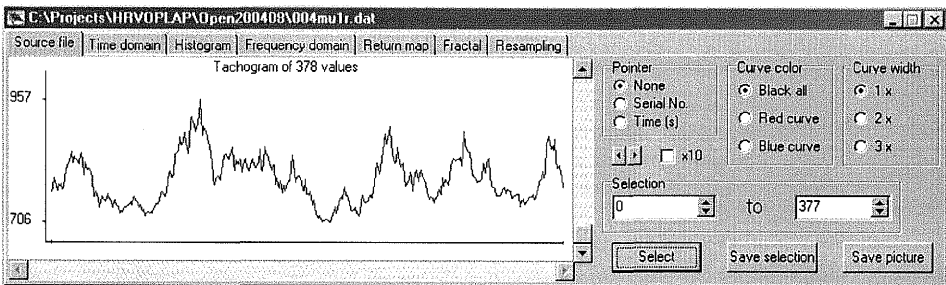 C:\Projects\HRVOPLAP\Open200408\004mu1r.dat
Source file Time domain Histogram Frequency domain Return map Fractal Resampling
Tachogram of 378 values
957
706
Pointer
None
Serial No.
Time (s)
x10
Curve color
Black all
Red curve
Blue curve
Curve width
1 x
2 x
3 x
Selection
0 to 377
Select Save selection Save picture